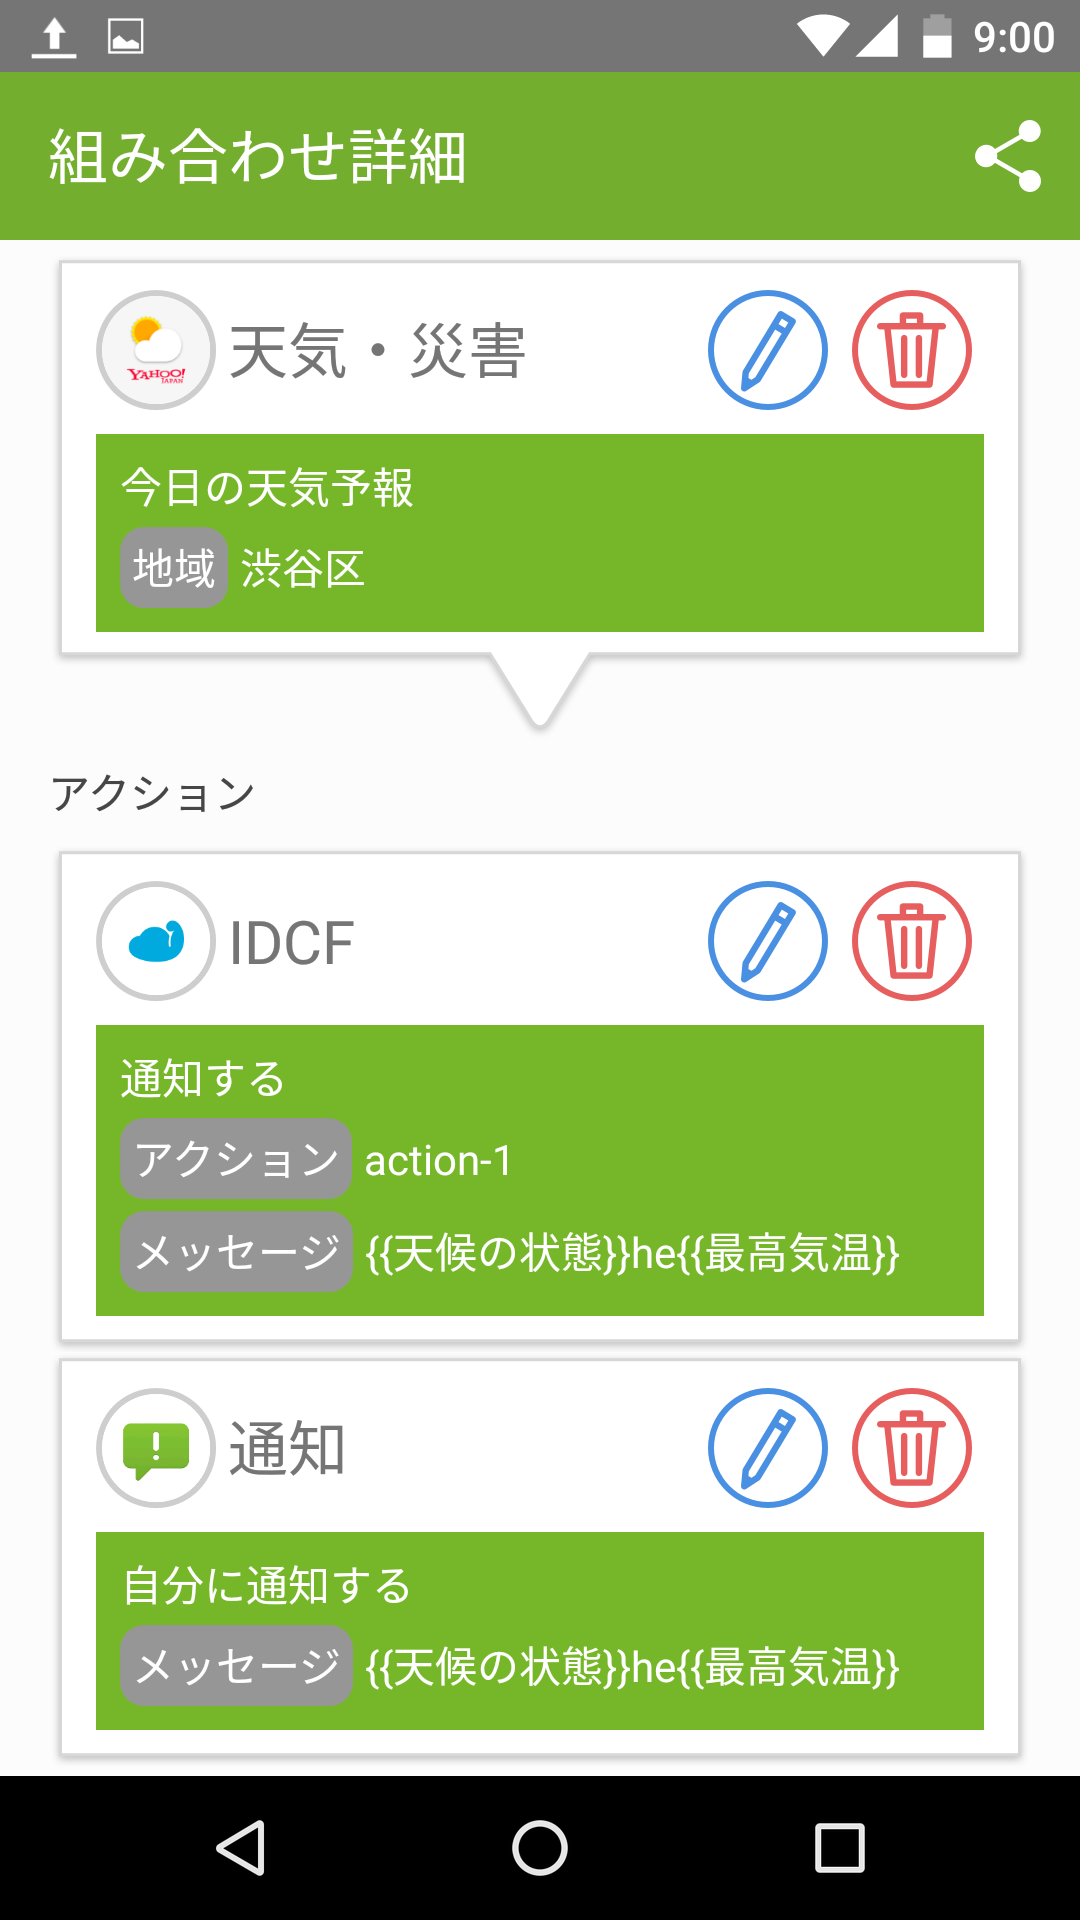 9:00
組み合わせ詳細
天気・災害
YAHOO!
JAPAN
今日の天気予報
地域 渋谷区
アクション
IDCF
通知する
アクション action-1
メッセージ {{天候の状態}}he{{最高気温}}
通知
自分に通知する
メッセージ {{天候の状態}}he{{最高気温}}